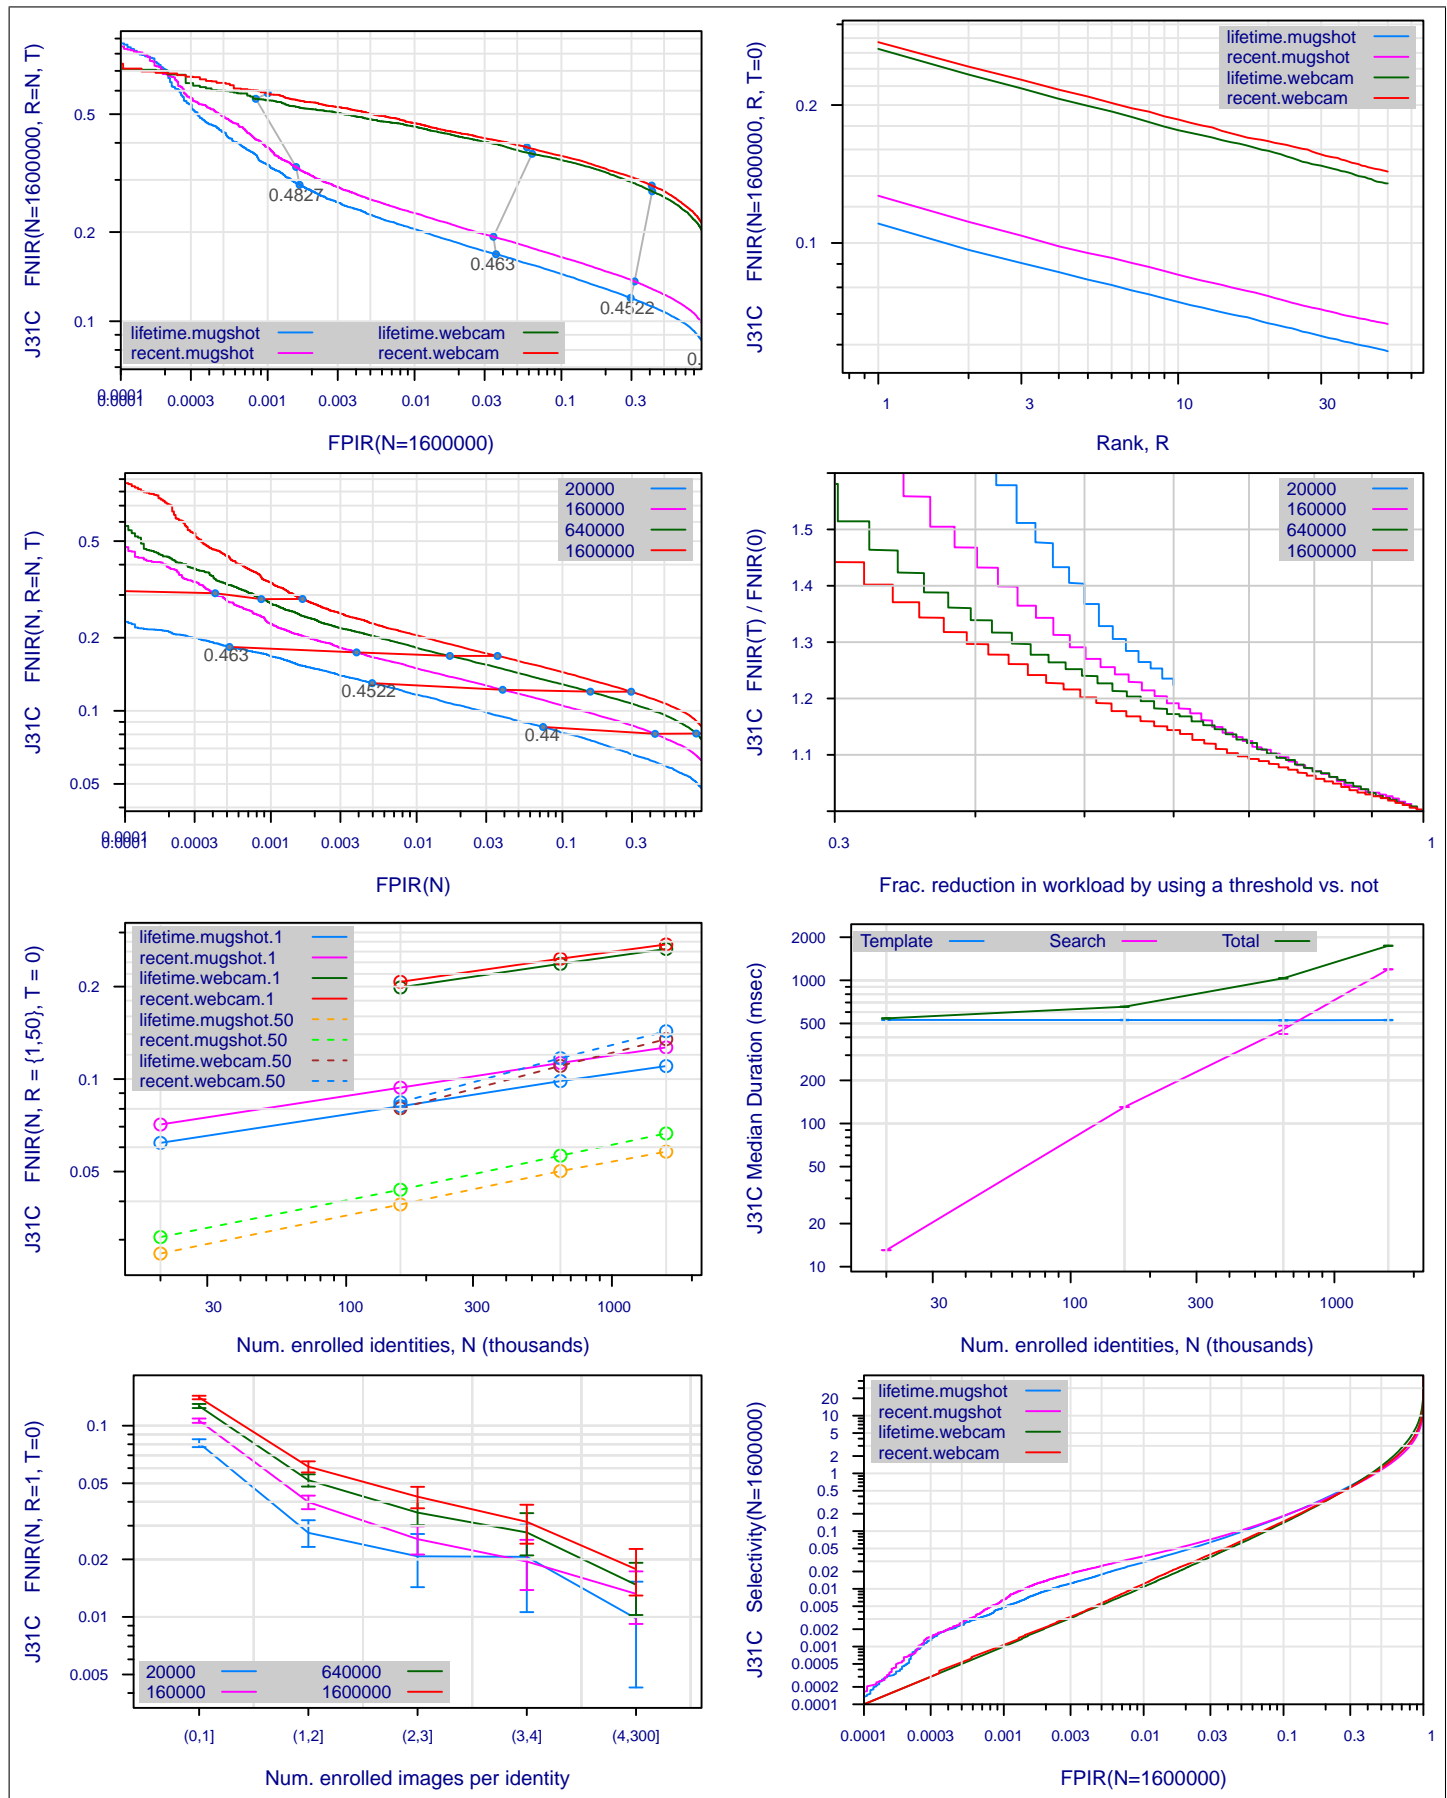 J31C FNIR(N=1600000, R=N, T)
0.5
0.2
0.1
0.4827
0.463
0.4522
0.
lifetime.mugshot
recent.mugshot
lifetime.webcam
recent.webcam
0.0001
0.0001 0.0003 0.001 0.003 0.01 0.03 0.1 0.3
FPIR(N=1600000)
J31C FNIR(N=1600000, R, T=0)
0.2
0.1
lifetime.mugshot
recent.mugshot
lifetime.webcam
recent.webcam
1 3 10 30
Rank, R
J31C FNIR(N, R=N, T)
0.5
0.2
0.1
0.05
20000
160000
640000
1600000
0.463
0.4522
0.44
0.0001
0.0001 0.0003 0.001 0.003 0.01 0.03 0.1 0.3
FPIR(N)
J31C FNIR(T) / FNIR(0)
1.5
1.4
1.3
1.2
1.1
20000
160000
640000
1600000
0.3 1
Frac. reduction in workload by using a threshold vs. not
J31C FNIR(N, R = {1,50}, T = 0)
0.2
0.1
0.05
lifetime.mugshot.1
recent.mugshot.1
lifetime.webcam.1
recent.webcam.1
lifetime.mugshot.50
recent.mugshot.50
lifetime.webcam.50
recent.webcam.50
30 100 300 1000
Num. enrolled identities, N (thousands)
J31C Median Duration (msec)
2000
1000
500
200
100
50
20
10
Template Search Total
30 100 300 1000
Num. enrolled identities, N (thousands)
J31C FNIR(N, R=1, T=0)
0.1
0.05
0.02
0.01
0.005
20000 640000
160000 1600000
(0,1] (1,2] (2,3] (3,4] (4,300]
Num. enrolled images per identity
J31C Selectivity(N=1600000)
20
10
5
2
1
0.5
0.2
0.1
0.05
0.02
0.01
0.005
0.002
0.001
0.0005
0.0002
0.0001
lifetime.mugshot
recent.mugshot
lifetime.webcam
recent.webcam
0.0001 0.0003 0.001 0.003 0.01 0.03 0.1 0.3 1
FPIR(N=1600000)